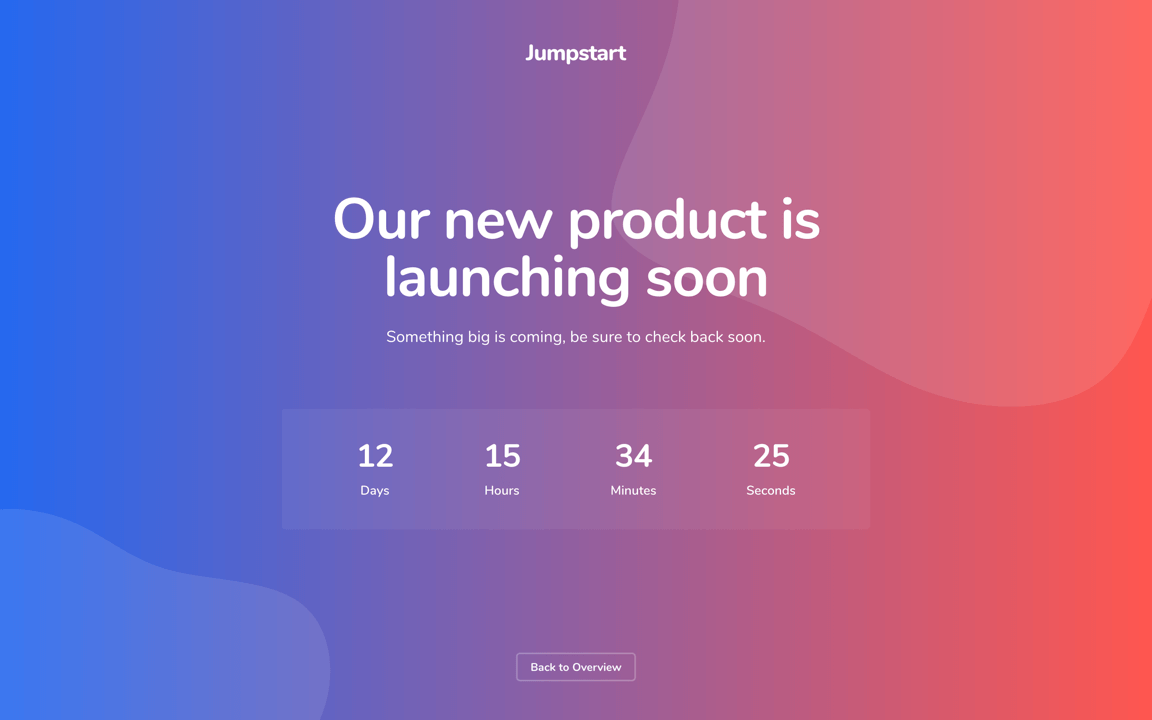 Jumpstart
Our new product is
launching soon
Something big is coming, be sure to check back soon.
12 15 34 25
Days Hours Minutes Seconds
Back to Overview